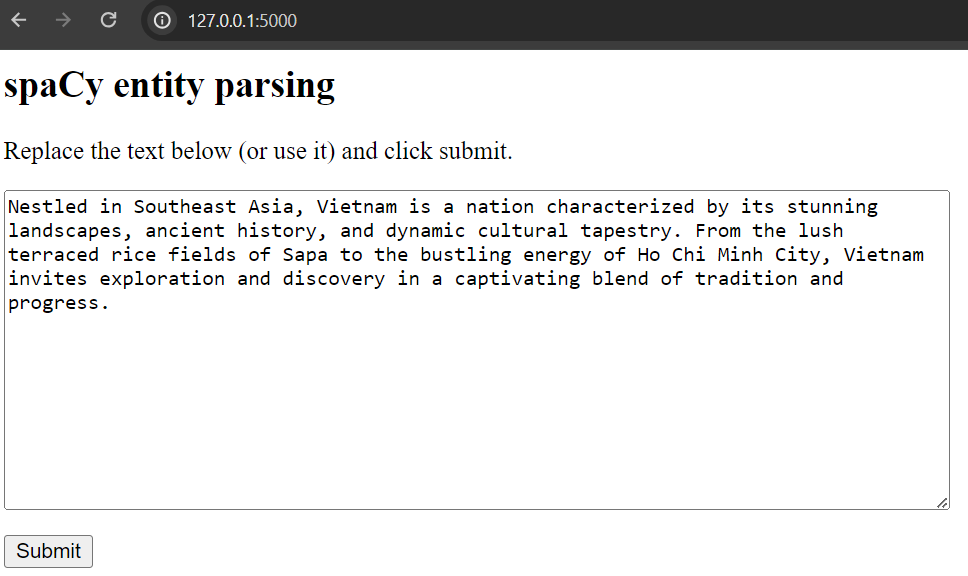 127.0.0.1:5000
spaCy entity parsing
Replace the text below (or use it) and click submit.
Nestled in Southeast Asia, Vietnam is a nation characterized by its stunning
landscapes, ancient history, and dynamic cultural tapestry. From the lush
terraced rice fields of Sapa to the bustling energy of Ho Chi Minh City, Vietnam
invites exploration and discovery in a captivating blend of tradition and
progress.
Submit